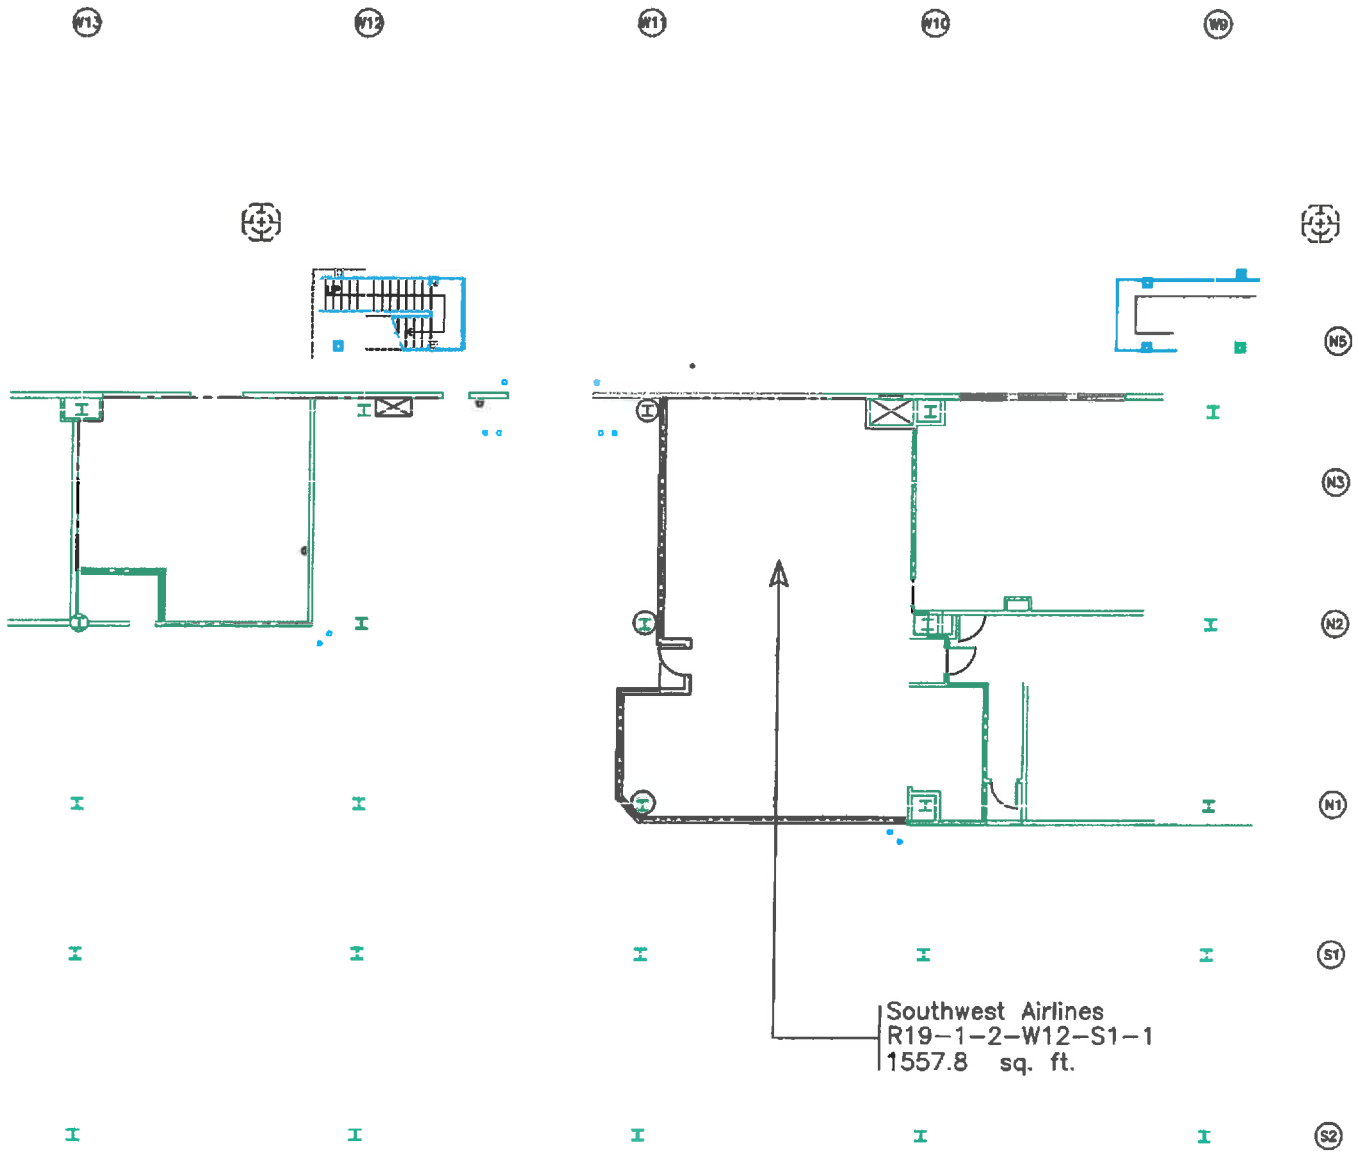 W13 W12 W11 W10 W9
UP
N5
N3
N2
N1
S1
Southwest Airlines
R19-1-2-W12-S1-1
1557.8 sq. ft.
S2